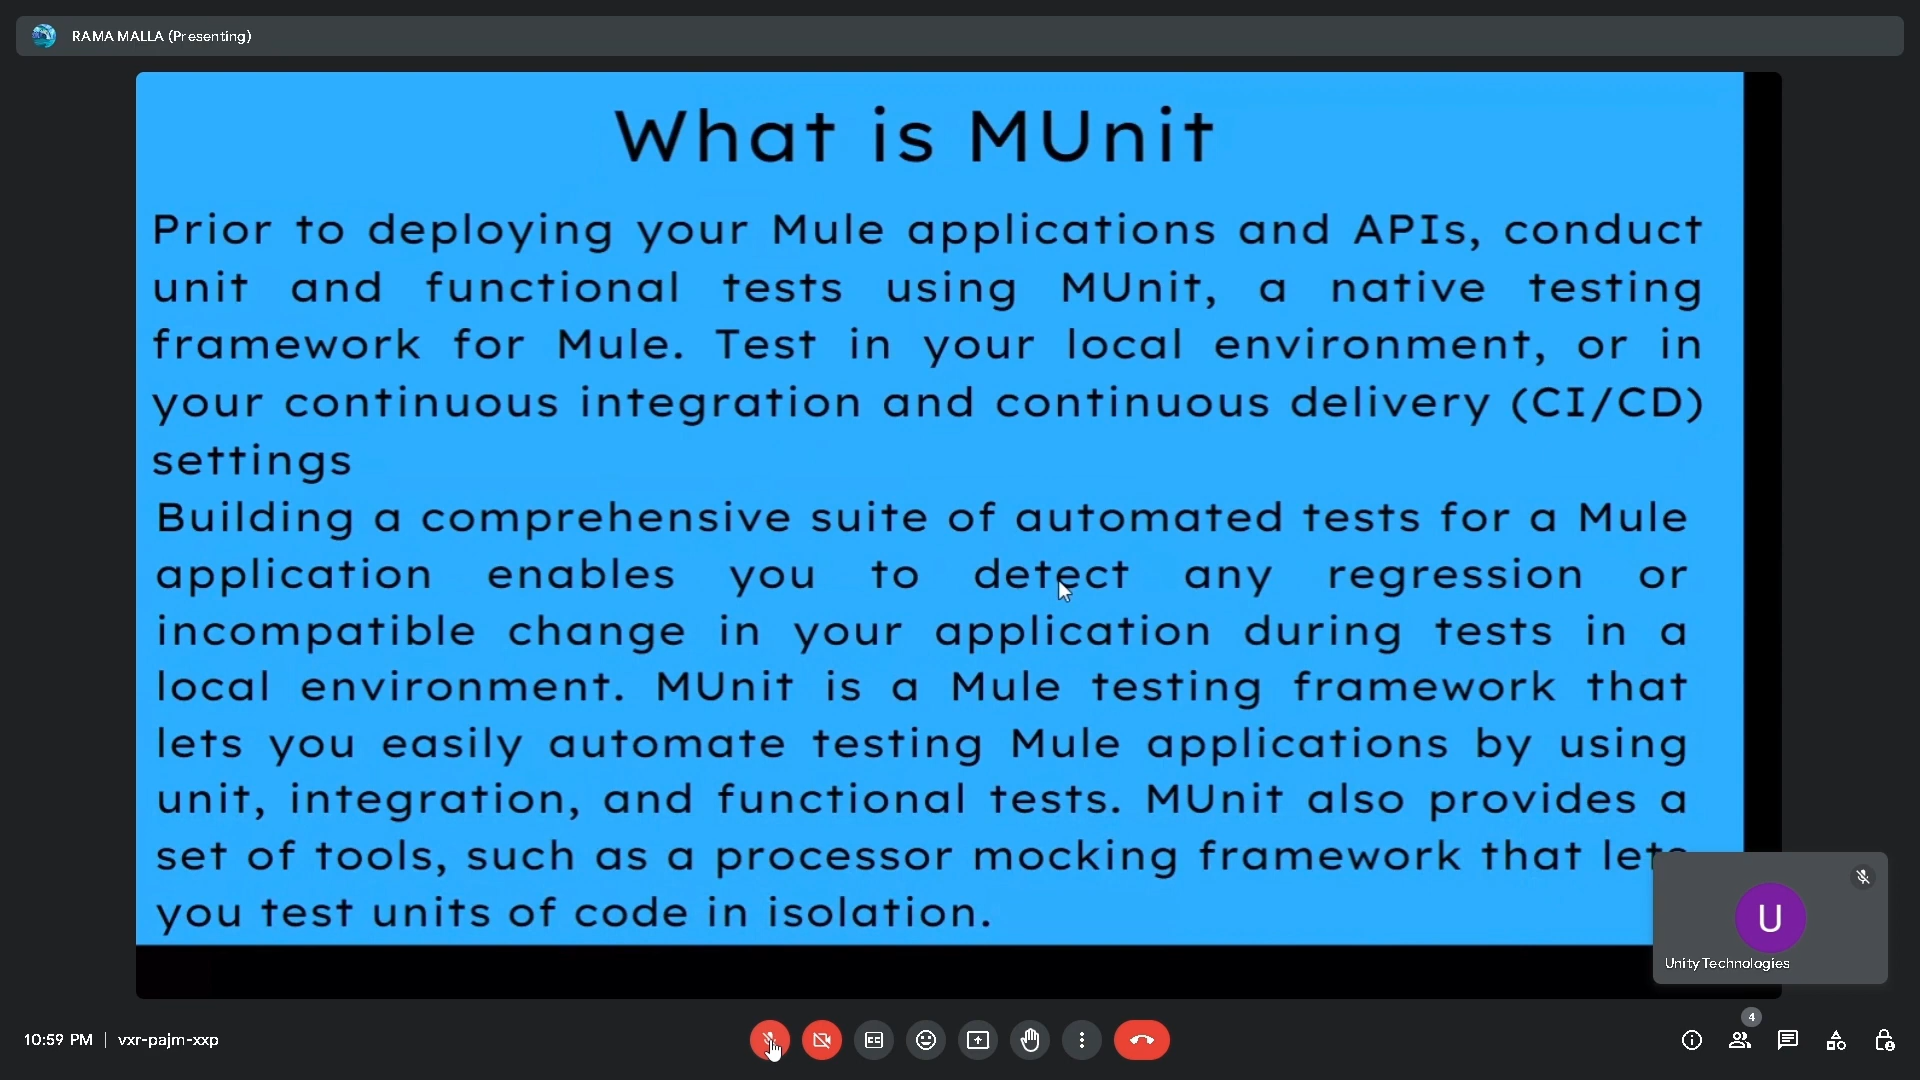 RAMA MALLA (Presenting)
What is MUnit
Prior to deploying your Mule applications and APIs, conduct
unit and functional tests using MUnit, a native testing
framework for Mule. Test in your local environment, or in
your continuous integration and continuous delivery (CI/CD)
settings
Building a comprehensive suite of automated tests for a Mule
application enables you to detect any regression or
incompatible change in your application during tests in a
local environment. MUnit is a Mule testing framework that
lets you easily automate testing Mule applications by using
unit, integration, and functional tests. MUnit also provides a
set of tools, such as a processor mocking framework that lets
you test units of code in isolation.
U
Unity Technologies
10:59 PM | vxr-pajm-xxp
4